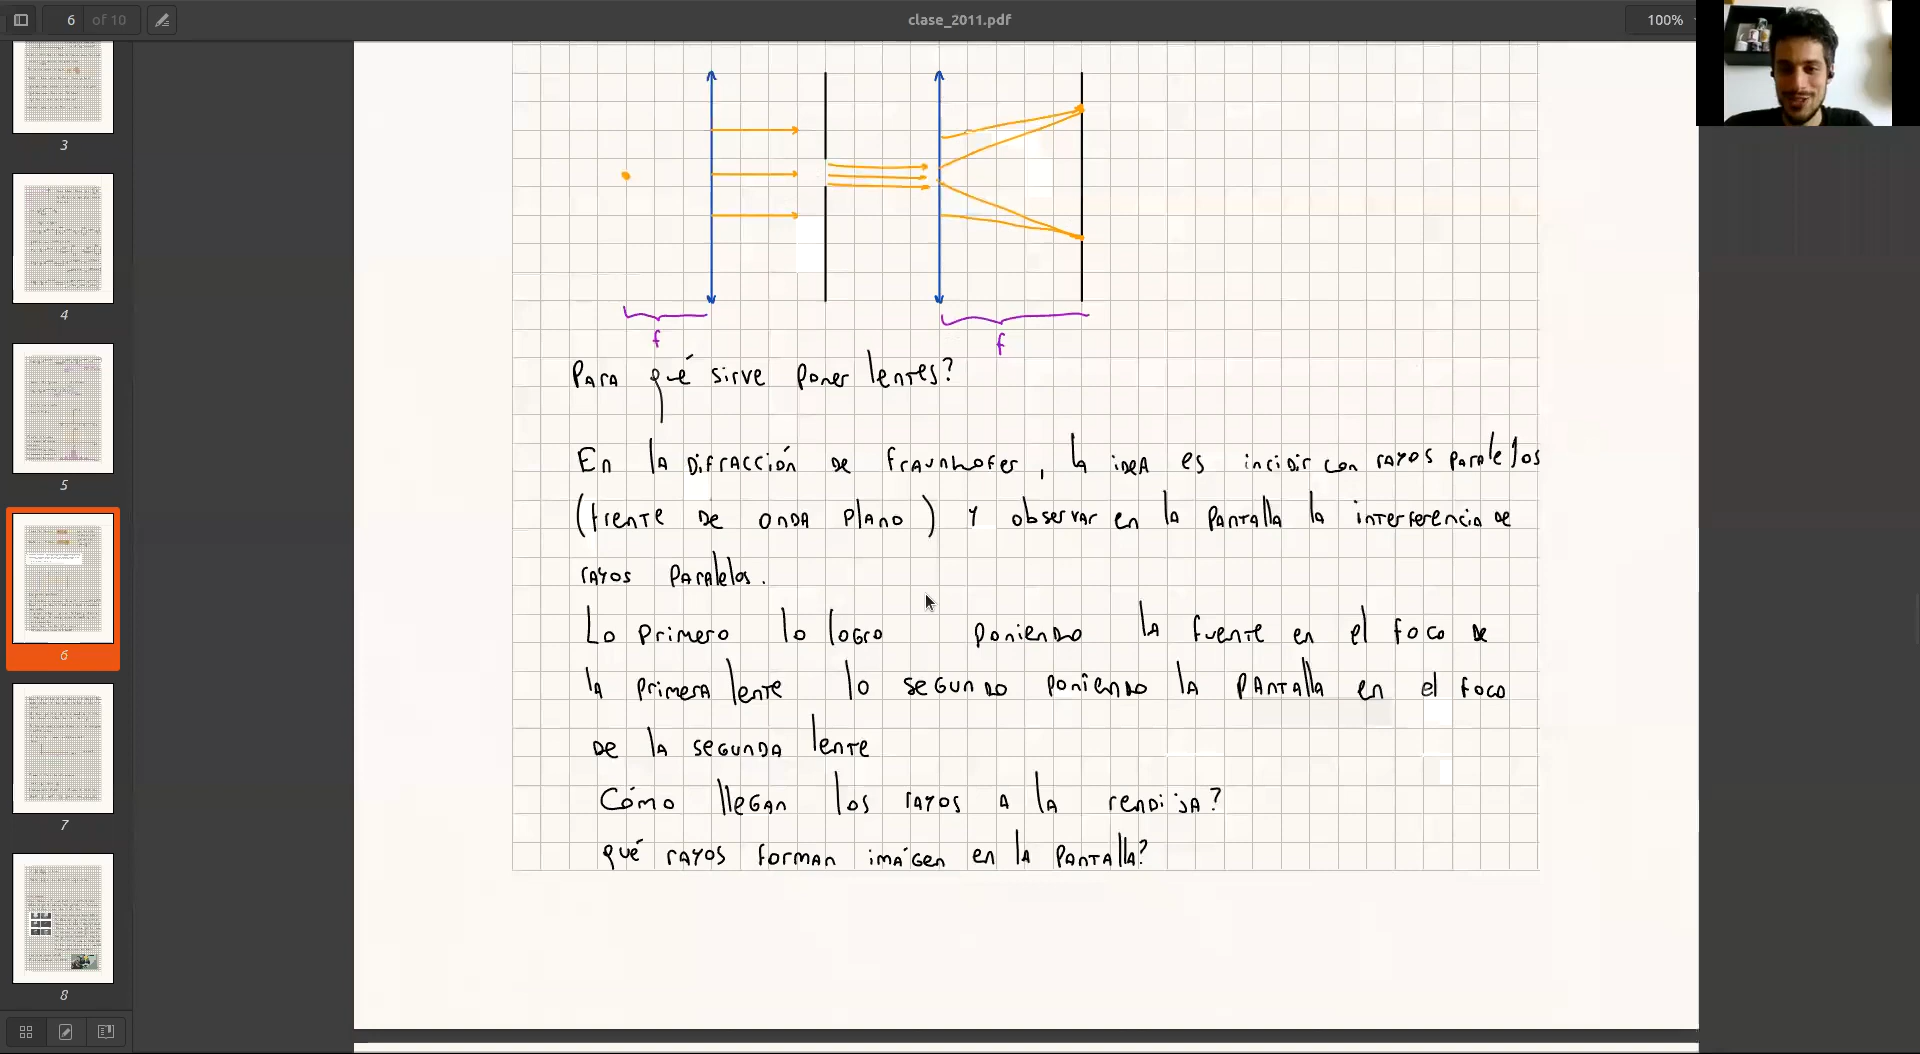 6 of 10
clase_2011.pdf
100%
3
4
5
6
7
8
f
f
Para qué sirve poner lentes?
En la difracción de Fraunhofer, la idea es incidir con rayos paralelos
(frente de onda plano) y observar en la pantalla la interferencia de
rayos paralelos.
Lo primero lo logro poniendo la fuente en el foco de
la primera lente lo segundo poniendo la pantalla en el foco
de la segunda lente
Cómo llegan los rayos a la rendija?
qué rayos forman imágen en la pantalla?